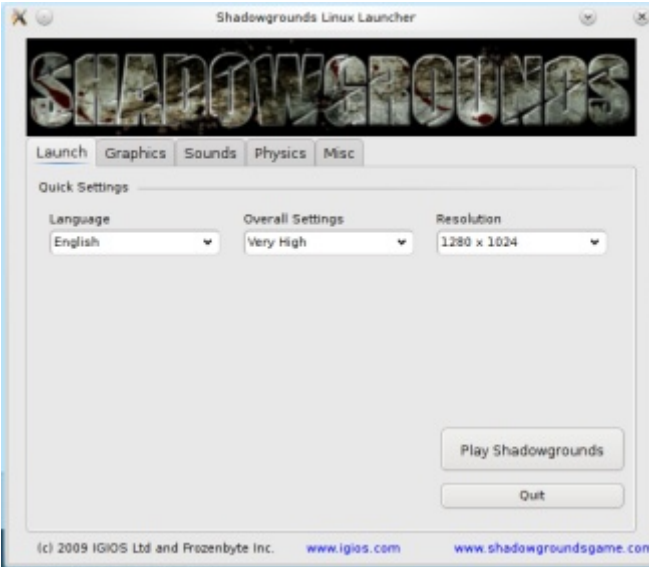 Shadowgrounds Linux Launcher
SHADOWGROUNDS
Launch Graphics Sounds Physics Misc
Quick Settings
Language Overall Settings Resolution
English Very High 1280 x 1024
Play Shadowgrounds
Quit
(c) 2009 IGIOS Ltd and Frozenbyte Inc. www.igios.com www.shadowgroundsgame.com